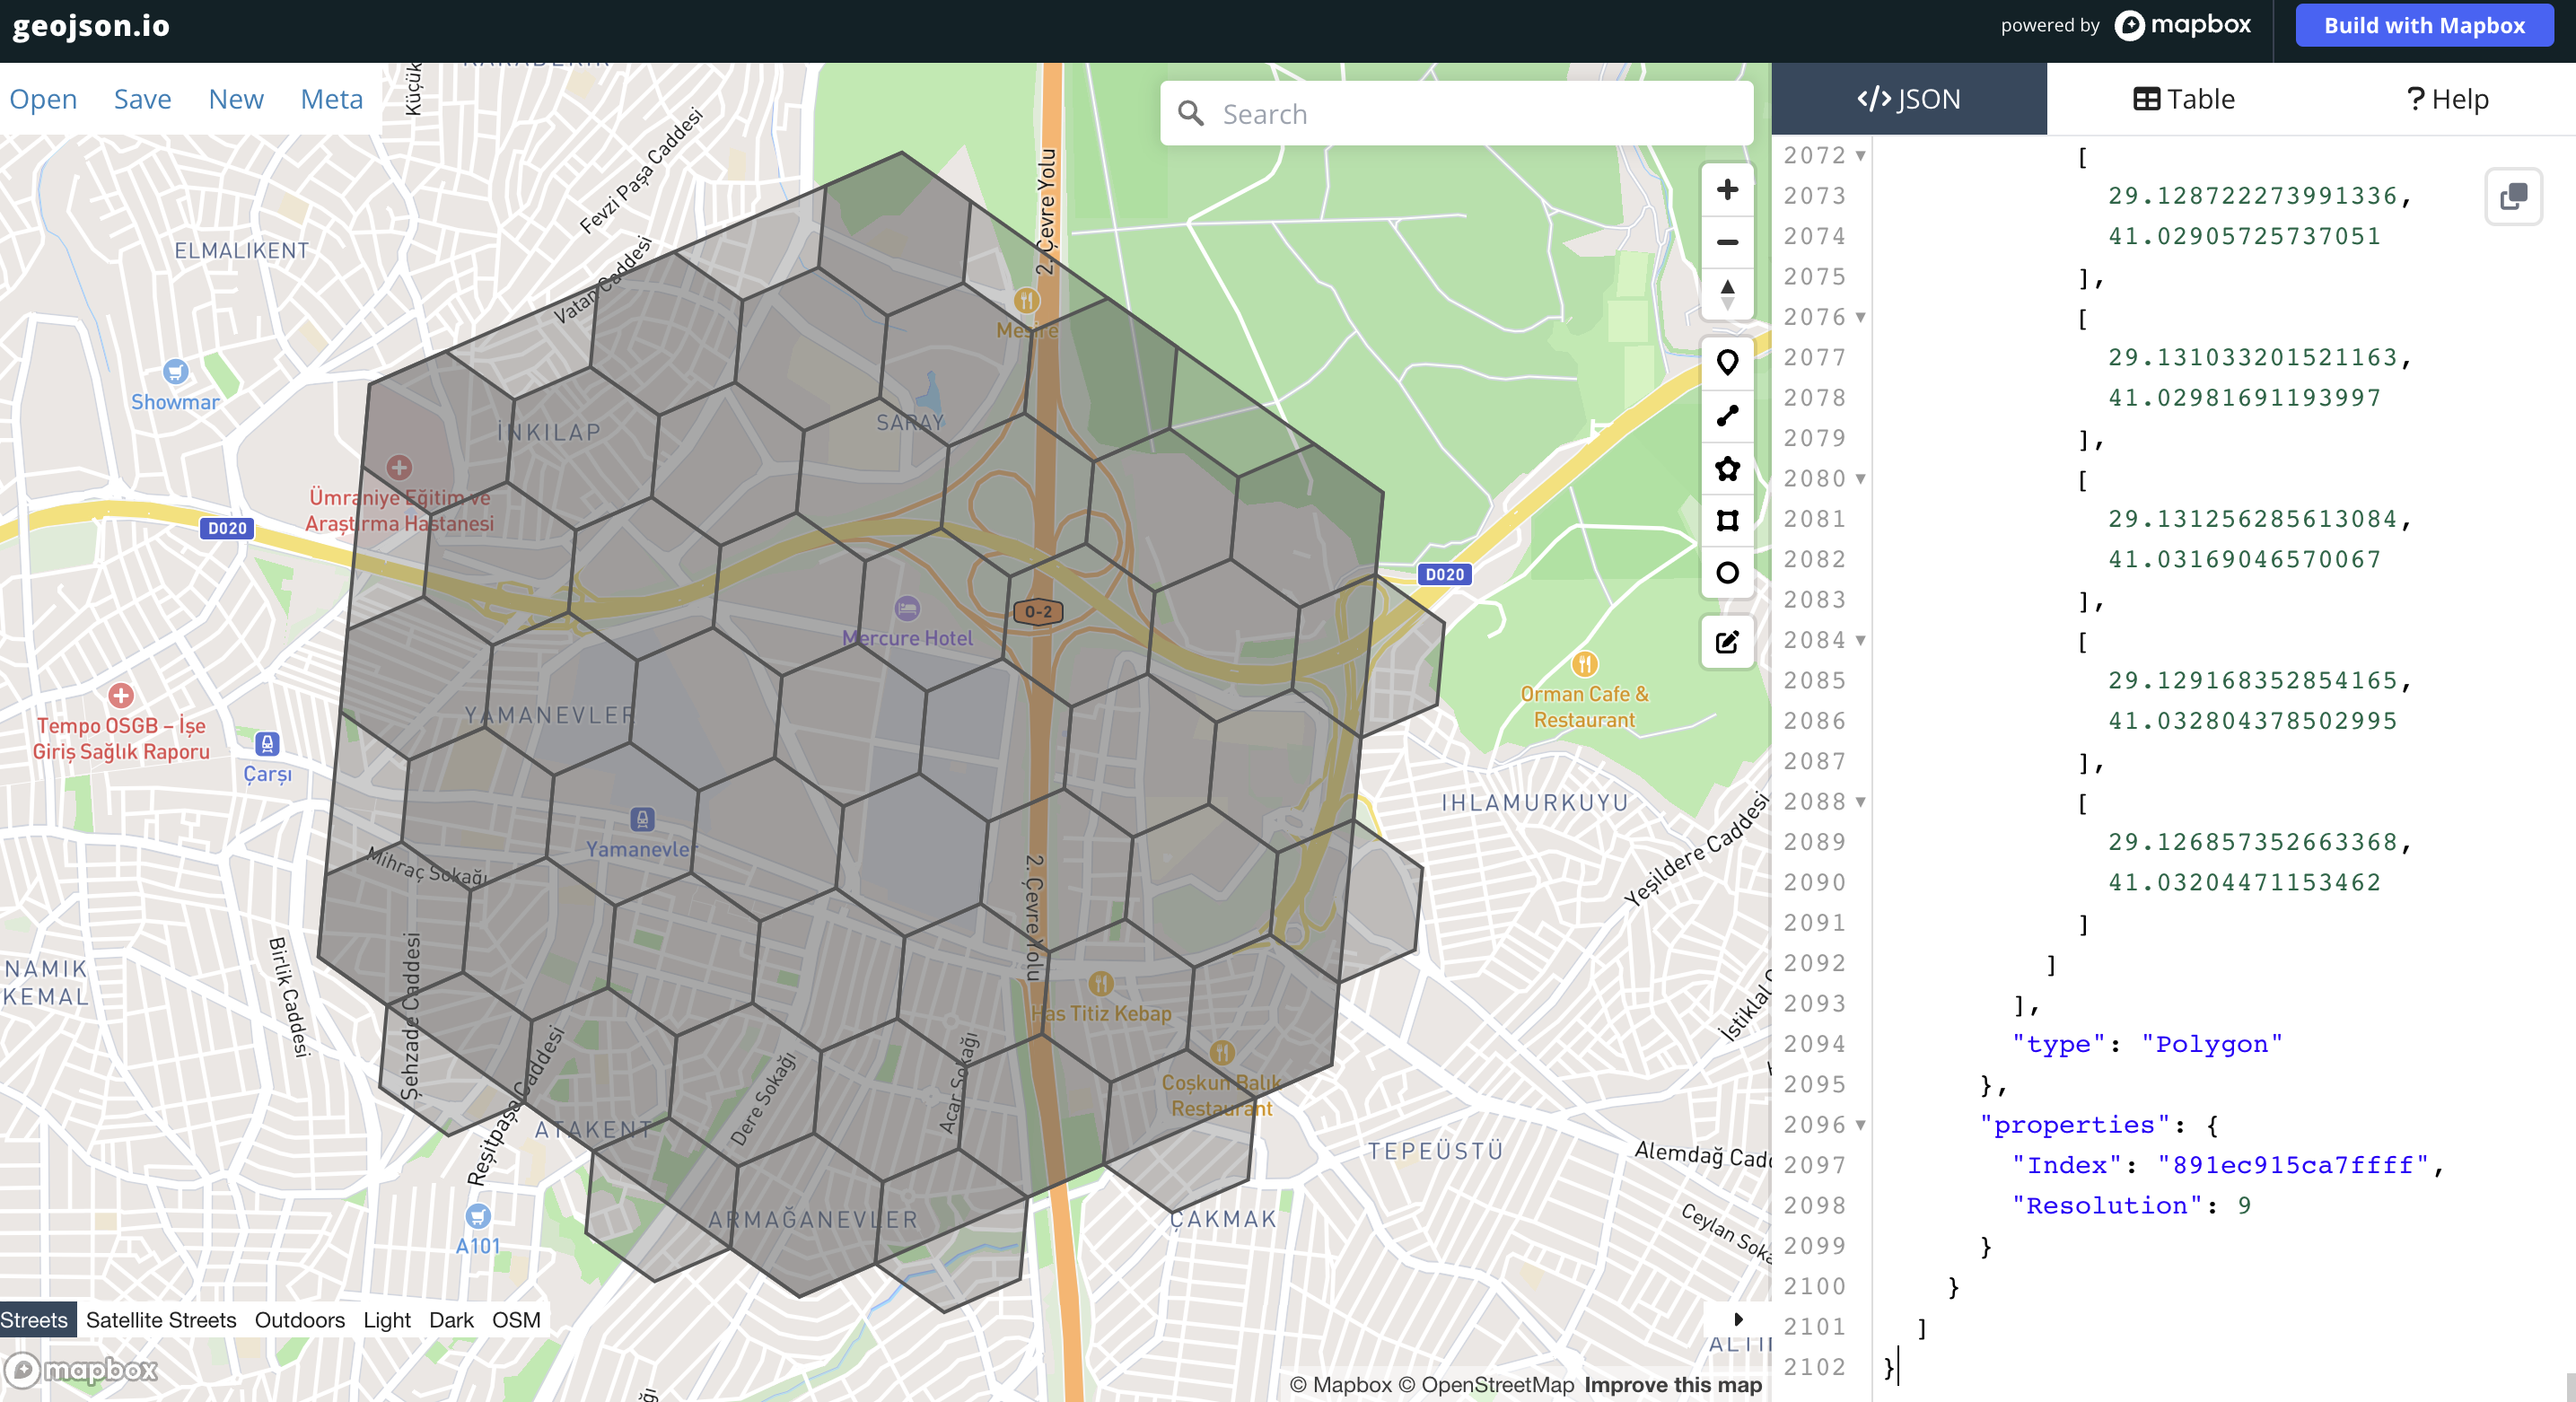 geojson.io
powered by mapbox
Build with Mapbox
Open Save New Meta
Search
</> JSON
Table
? Help
Küçük
Fevzi Paşa Caddesi
2. Çevre Yolu
ELMALIKENT
Vatan Caddesi
Mesire
Showmar
İNKILAP
SARAY
Ümraniye Eğitim ve
Araştırma Hastanesi
D020
D020
O-2
Mercure Hotel
Orman Cafe &
Restaurant
YAMANEVLER
Tempo OSGB – İşe
Giriş Sağlık Raporu
Çarşı
IHLAMURKUYU
Yamanevler
Mihraç Sokağı
Yeşildere Caddesi
2. Çevre Yolu
NAMIK
KEMAL
Birlik Caddesi
Şehzade Caddesi
Has Titiz Kebap
İstiklal
Reşitpaşa Caddesi
Dere Sokağı
Acar Sokağı
Coşkun Balık
Restaurant
ATAKENT
TEPEÜSTÜ
Alemdağ Cadd
ARMAĞANEVLER
ÇAKMAK
Ceylan Soka
A101
Streets Satellite Streets Outdoors Light Dark OSM
mapbox
© Mapbox © OpenStreetMap Improve this map
2072 [
2073 29.128722273991336,
2074 41.02905725737051
2075 ],
2076 [
2077 29.131033201521163,
2078 41.02981691193997
2079 ],
2080 [
2081 29.131256285613084,
2082 41.03169046570067
2083 ],
2084 [
2085 29.129168352854165,
2086 41.032804378502995
2087 ],
2088 [
2089 29.126857352663368,
2090 41.03204471153462
2091 ]
2092 ]
2093 ],
2094 "type": "Polygon"
2095 },
2096 "properties": {
2097 "Index": "891ec915ca7ffff",
2098 "Resolution": 9
2099 }
2100 }
2101 ]
2102 }